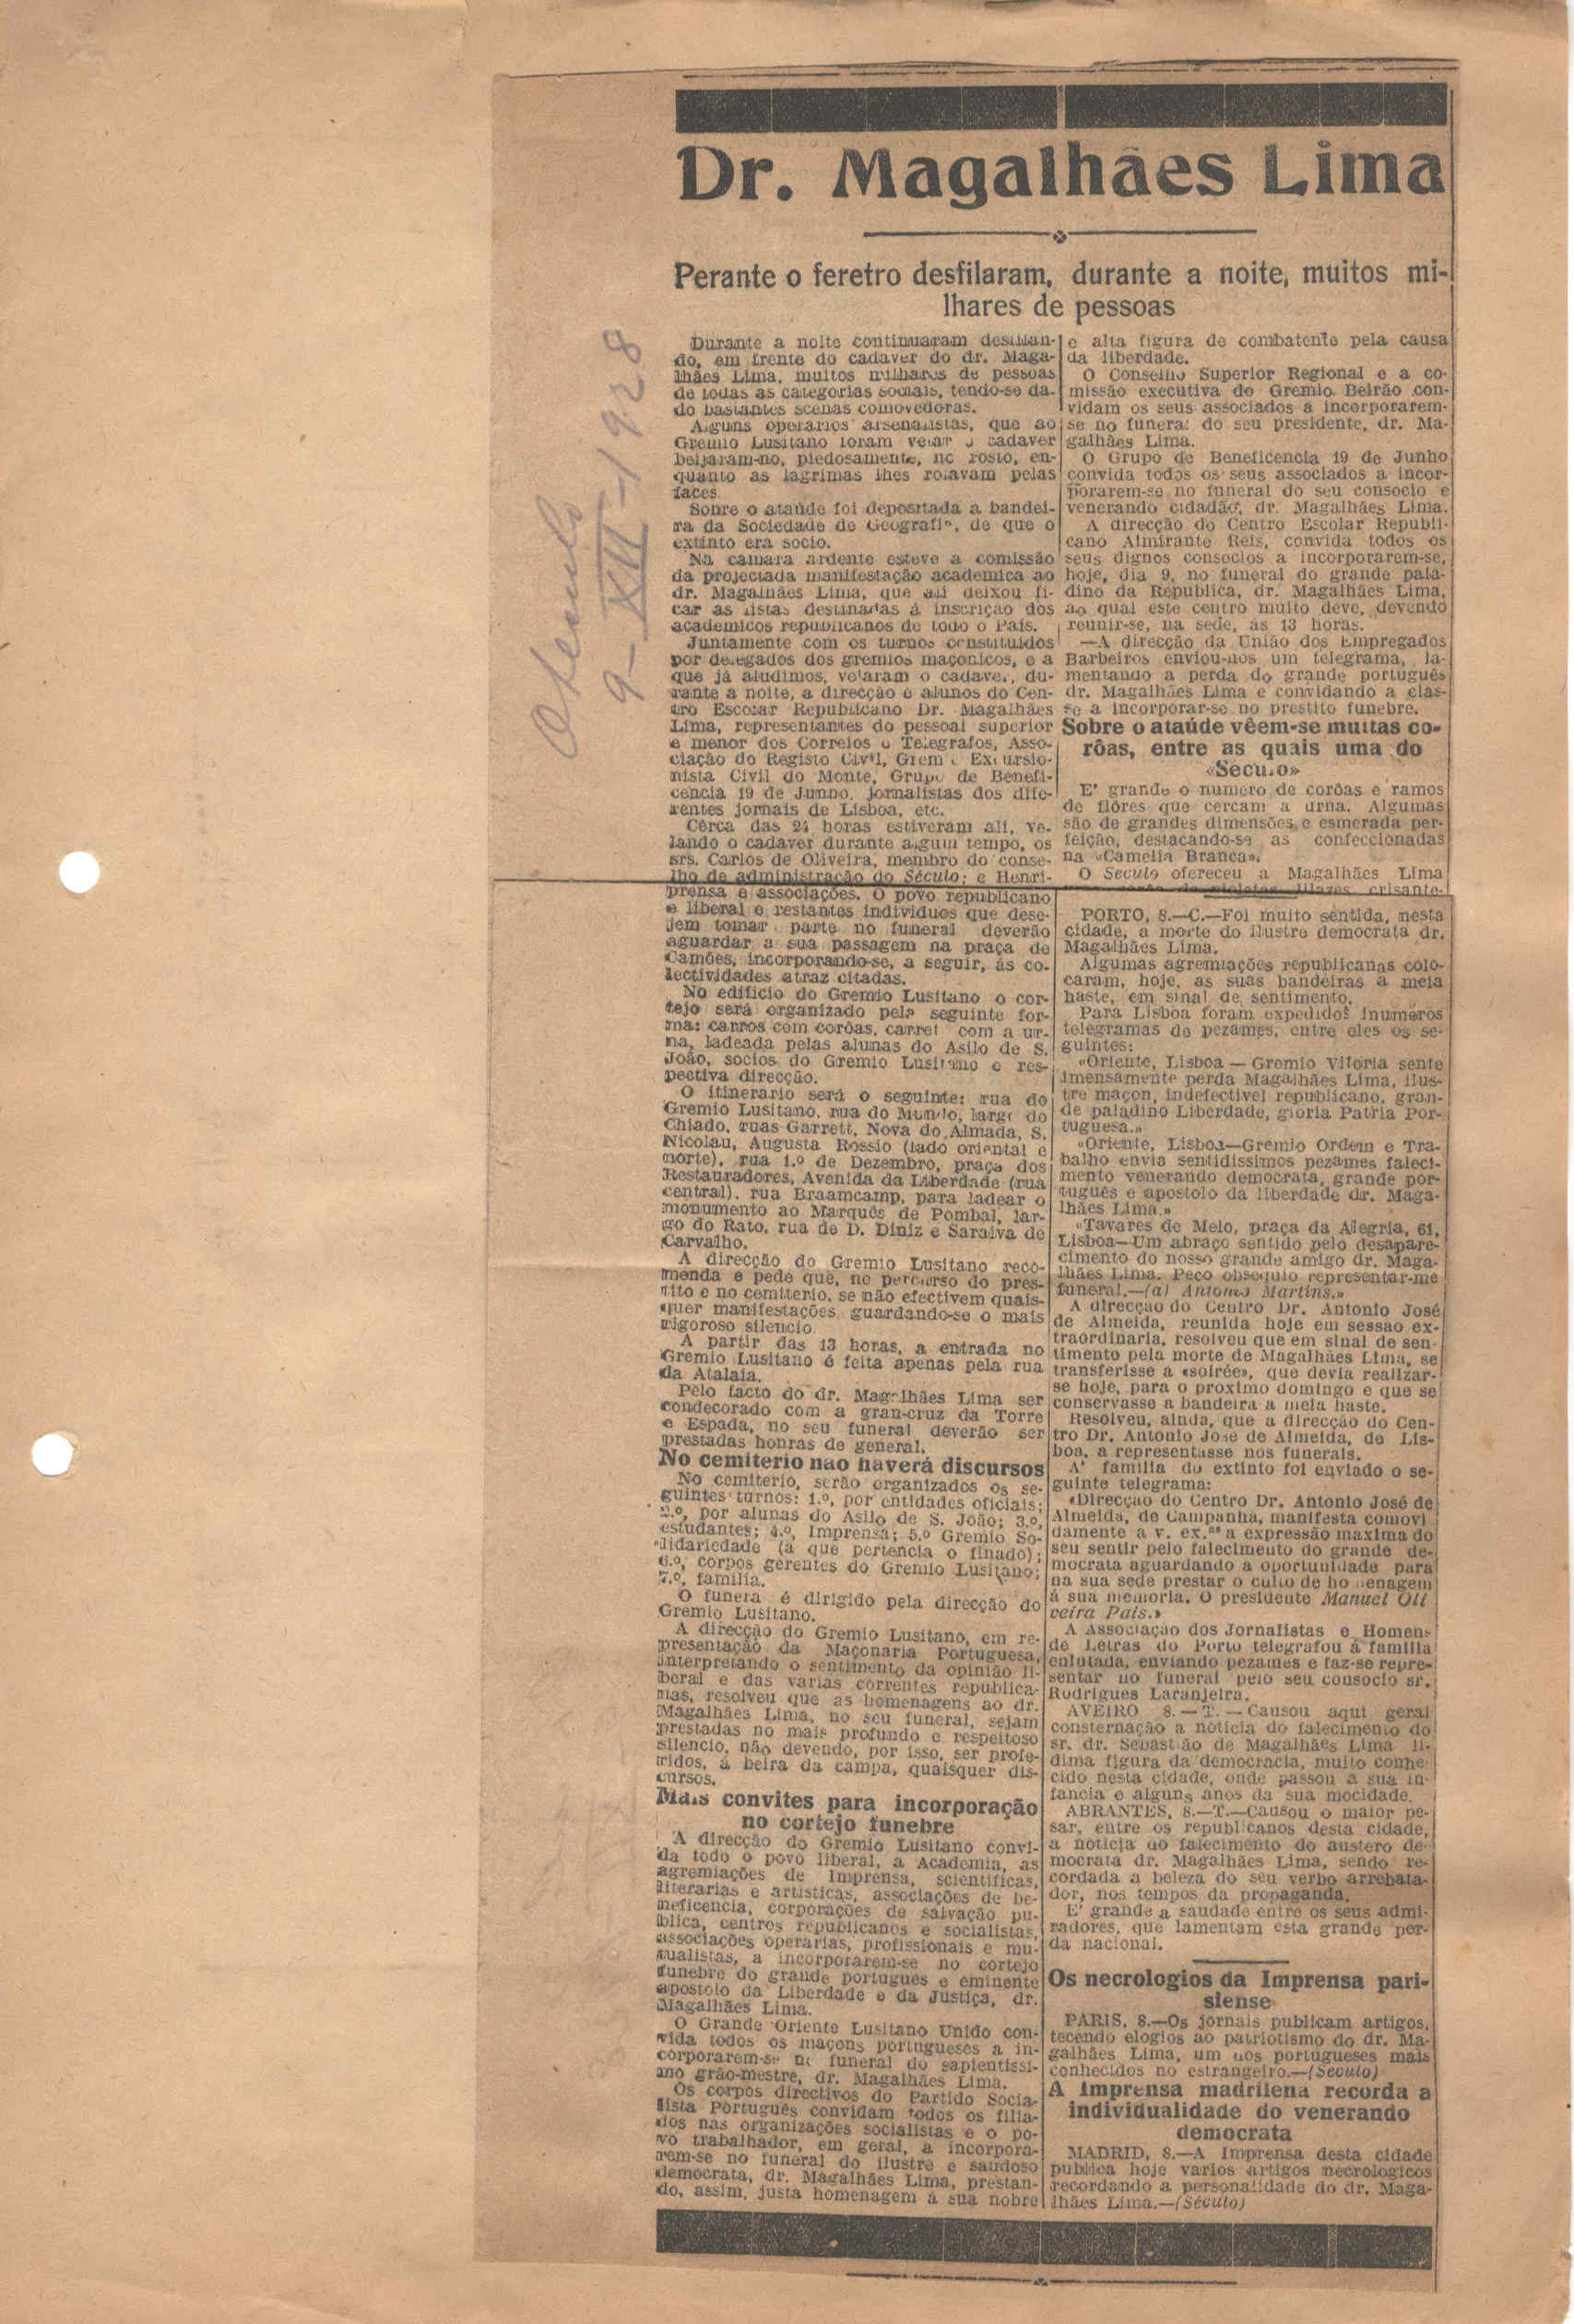 Dr. Magalhães Lima
Perante o feretro desfilaram, durante a noite, muitos mi-
lhares de pessoas
O Seculo
9-XII-1928
Durante a noite continuaram desfilan-
do, em frente do cadaver do dr. Maga-
lhães Lima, muitos milhares de pessoas
de todas as categorias sociais, tendo-se da-
do bastantes scenas comovedoras.
Alguns operarios arsenalistas, que ao
Gremio Lusitano foram velar o cadaver
beijaram-no, piedosamente, no rosto, en-
quanto as lagrimas lhes rolavam pelas
faces.
Sobre o ataúde foi depositada a bandei-
ra da Sociedade de Geografia, de que o
extinto era socio.
Na camara ardente esteve a comissão
da projectada manifestação academica ao
dr. Magalhães Lima, que ali deixou fi-
car as listas destinadas á inscrição dos
academicos republicanos de todo o País.
Juntamente com os turnos constituidos
por delegados dos gremios maçonicos, e a
que já aludimos, velaram o cadaver, du-
rante a noite, a direcção e alunos do Cen-
tro Escolar Republicano Dr. Magalhães
Lima, representantes do pessoal superior
e menor dos Correios e Telegrafos, Asso-
ciação do Registo Civil, Gremio Excursio-
nista Civil do Monte, Grupo de Benefi-
cencia 19 de Junho, jornalistas dos dife-
rentes jornais de Lisboa, etc.
Cêrca das 24 horas estiveram ali, ve-
lando o cadaver durante algum tempo, os
srs. Carlos de Oliveira, membro do conse-
lho de administração do Século; e Henri-
prensa e associações. O povo republicano
e liberal e restantes individuos que dese-
jem tomar parte no funeral deverão
aguardar a sua passagem na praça de
Camões, incorporando-se, a seguir, ás co-
lectividades atraz citadas.
No edificio do Gremio Lusitano o cor-
tejo será organizado pela seguinte for-
ma: carros com corôas, carret com a ur-
na, ladeada pelas alunas do Asilo de S.
João, socios do Gremio Lusitano e res-
pectiva direcção.
O itinerario será o seguinte: rua do
Gremio Lusitano, rua do Mundo, largo do
Chiado, ruas Garrett, Nova do Almada, S.
Nicolau, Augusta Rossio (lado oriental e
norte), rua 1.º de Dezembro, praça dos
Restauradores, Avenida da Liberdade (rua
central), rua Braamcamp, para ladear o
monumento ao Marquês de Pombal, lar-
go do Rato, rua de D. Diniz e Saraiva de
Carvalho.
A direcção do Gremio Lusitano reco-
menda e pede que, no percurso do pres-
tito e no cemiterio, se não efectivem quais-
quer manifestações, guardando-se o mais
rigoroso silencio.
A partir das 13 horas, a entrada no
Gremio Lusitano é feita apenas pela rua
da Atalaia.
Pelo facto do dr. Magalhães Lima ser
condecorado com a gran-cruz da Torre
e Espada, no seu funeral deverão ser
prestadas honras de general.
No cemiterio não haverá discursos
No cemiterio, serão organizados os se-
guintes turnos: 1.º, por entidades oficiais;
2.º, por alunas do Asilo de S. João; 3.º,
estudantes; 4.º, Imprensa; 5.º Gremio So-
lidariedade (a que pertencia o finado);
6.º, corpos gerentes do Gremio Lusitano;
7.º, familia.
O funeral é dirigido pela direcção do
Gremio Lusitano.
A direcção do Gremio Lusitano, em re-
presentação da Maçonaria Portuguesa,
interpretando o sentimento da opinião li-
beral e das varias correntes republica-
nas, resolveu que as homenagens ao dr.
Magalhães Lima, no seu funeral, sejam
prestadas no mais profundo e respeitoso
silencio, não devendo, por isso, ser profe-
ridos, á beira da campa, quaisquer dis-
cursos.
Mais convites para incorporação
no cortejo funebre
A direcção do Gremio Lusitano convi-
da todo o povo liberal, a Academia, as
agremiações de Imprensa, scientificas,
literarias e artisticas, associações de be-
neficencia, corporações de salvação pu-
blica, centros republicanos e socialistas,
associações operarias, profissionais e mu-
tualistas, a incorporarem-se no cortejo
funebre do grande português e eminente
apostolo da Liberdade e da Justiça, dr.
Magalhães Lima.
O Grande Oriente Lusitano Unido con-
vida todos os maçons portugueses a in-
corporarem-se no funeral do sapientissi-
mo grão-mestre, dr. Magalhães Lima.
Os corpos directivos do Partido Socia-
lista Português convidam todos os filia-
dos nas organizações socialistas e o po-
vo trabalhador, em geral, a incorpora-
rem-se no funeral do ilustre e saudoso
democrata, dr. Magalhães Lima, prestan-
do, assim, justa homenagem á sua nobre
e alta figura de combatente pela causa
da liberdade.
O Conselho Superior Regional e a co-
missão executiva do Gremio Beirão con-
vidam os seus associados a incorporarem-
se no funeral do seu presidente, dr. Ma-
galhães Lima.
O Grupo de Beneficencia 19 de Junho
convida todos os seus associados a incor-
porarem-se no funeral do seu consocio e
venerando cidadão, dr. Magalhães Lima.
A direcção do Centro Escolar Republi-
cano Almirante Reis, convida todos os
seus dignos consocios a incorporarem-se,
hoje, dia 9, no funeral do grande pala-
dino da Republica, dr. Magalhães Lima,
ao qual este centro muito deve, devendo
reunir-se, na sede, ás 13 horas.
—A direcção da União dos Empregados
Barbeiros enviou-nos um telegrama, la-
mentando a perda do grande português
dr. Magalhães Lima e convidando a clas-
se a incorporar-se no prestito funebre.
Sobre o ataúde vêem-se muitas co-
rôas, entre as quais uma do
«Seculo»
E' grande o numero de corôas e ramos
de flôres que cercam a urna. Algumas
são de grandes dimensões e esmerada per-
feição, destacando-se as confeccionadas
na «Camelia Branca».
O Seculo ofereceu a Magalhães Lima
de violetas lilazes crisante-
PORTO, 8.—C.—Foi muito sentida, nesta
cidade, a morte do ilustre democrata dr.
Magalhães Lima.
Algumas agremiações republicanas colo-
caram, hoje, as suas bandeiras a meia
haste, em sinal de sentimento.
Para Lisboa foram expedidos inumeros
telegramas de pezames, entre eles os se-
guintes:
«Oriente, Lisboa — Gremio Vitoria sente
imensamente perda Magalhães Lima, ilus-
tre maçon, indefectivel republicano, gran-
de paladino Liberdade, gloria Patria Por-
tuguesa.»
«Oriente, Lisboa—Gremio Ordem e Tra-
balho envia sentidissimos pezames faleci-
mento venerando democrata, grande por-
tuguês e apostolo da liberdade dr. Maga-
lhães Lima.»
«Tavares de Melo, praça da Alegria, 61,
Lisboa—Um abraço sentido pelo desapare-
cimento do nosso grande amigo dr. Maga-
lhães Lima. Peço obsequio representar-me
funeral.—(a) Antonio Martins.»
A direcção do Centro Dr. Antonio José
de Almeida, reunida hoje em sessão ex-
traordinaria, resolveu que em sinal de sen-
timento pela morte de Magalhães Lima, se
transferisse a «soirée», que devia realizar-
se hoje, para o proximo domingo e que se
conservasse a bandeira a meia haste.
Resolveu, ainda, que a direcção do Cen-
tro Dr. Antonio José de Almeida, de Lis-
boa, a representasse nos funerais.
A' familia do extinto foi enviado o se-
guinte telegrama:
«Direcção do Centro Dr. Antonio José de
Almeida, de Campanha, manifesta comovi
damente a v. ex.ªˢ a expressão maxima do
seu sentir pelo falecimento do grande de-
mocrata aguardando a oportunidade para
na sua sede prestar o culto de homenagem
á sua memoria. O presidente Manuel Oli
veira Pais.»
A Associação dos Jornalistas e Homens
de Letras do Porto telegrafou á familia
enlutada, enviando pezames e faz-se repre-
sentar no funeral pelo seu consocio sr.
Rodrigues Laranjeira.
AVEIRO 8.—T.—Causou aqui geral
consternação a noticia do falecimento do
sr. dr. Sebastião de Magalhães Lima li-
dima figura da democracia, muito conhe
cido nesta cidade, onde passou a sua in-
fancia e alguns anos da sua mocidade.
ABRANTES, 8.—T.—Causou o maior pe-
sar, entre os republicanos desta cidade,
a noticia do falecimento do austero de-
mocrata dr. Magalhães Lima, sendo re-
cordada a beleza do seu verbo arrebata-
dor, nos tempos da propaganda.
E' grande a saudade entre os seus admi-
radores, que lamentam esta grande per-
da nacional.
Os necrologios da Imprensa pari-
siense
PARIS, 8.—Os jornais publicam artigos,
tecendo elogios ao patriotismo do dr. Ma-
galhães Lima, um dos portugueses mais
conhecidos no estrangeiro.—(Seculo)
A Imprensa madrilena recorda a
individualidade do venerando
democrata
MADRID, 8.—A Imprensa desta cidade
publica hoje varios artigos necrologicos
recordando a personalidade do dr. Maga-
lhães Lima.—(Século)